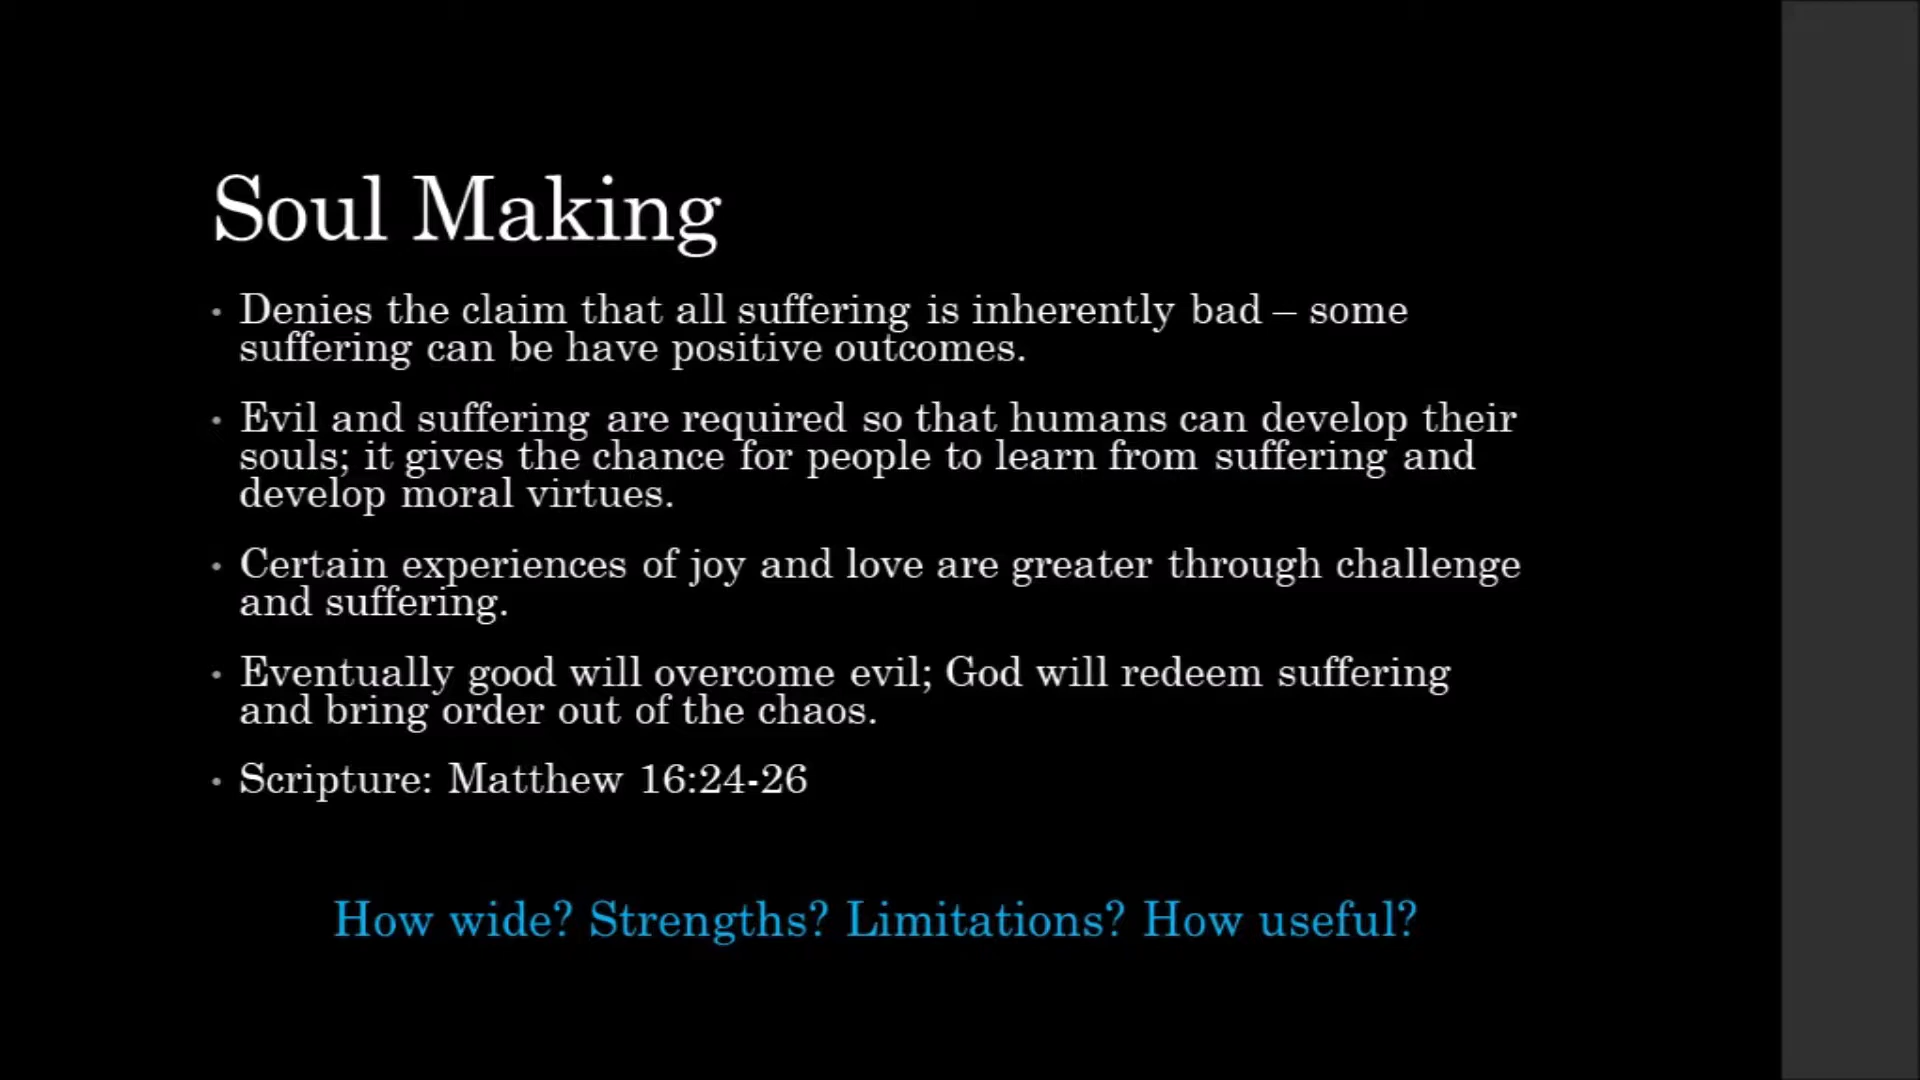 Soul Making
• Denies the claim that all suffering is inherently bad – some
suffering can be have positive outcomes.
• Evil and suffering are required so that humans can develop their
souls; it gives the chance for people to learn from suffering and
develop moral virtues.
• Certain experiences of joy and love are greater through challenge
and suffering.
• Eventually good will overcome evil; God will redeem suffering
and bring order out of the chaos.
• Scripture: Matthew 16:24-26
How wide? Strengths? Limitations? How useful?